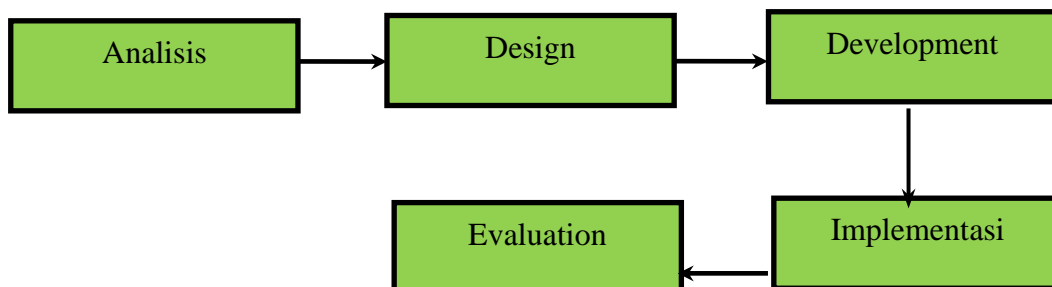 Analisis
Design
Development
Implementasi
Evaluation